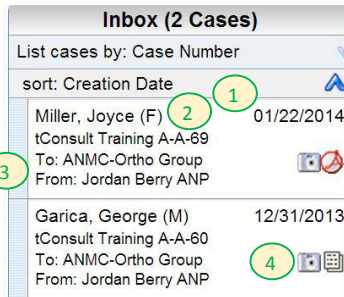 Inbox (2 Cases)
List cases by: Case Number
sort: Creation Date
1
Miller, Joyce (F) 2 01/22/2014
tConsult Training A-A-69
To: ANMC-Ortho Group
3
From: Jordan Berry ANP
Garica, George (M) 12/31/2013
tConsult Training A-A-60
To: ANMC-Ortho Group 4
From: Jordan Berry ANP